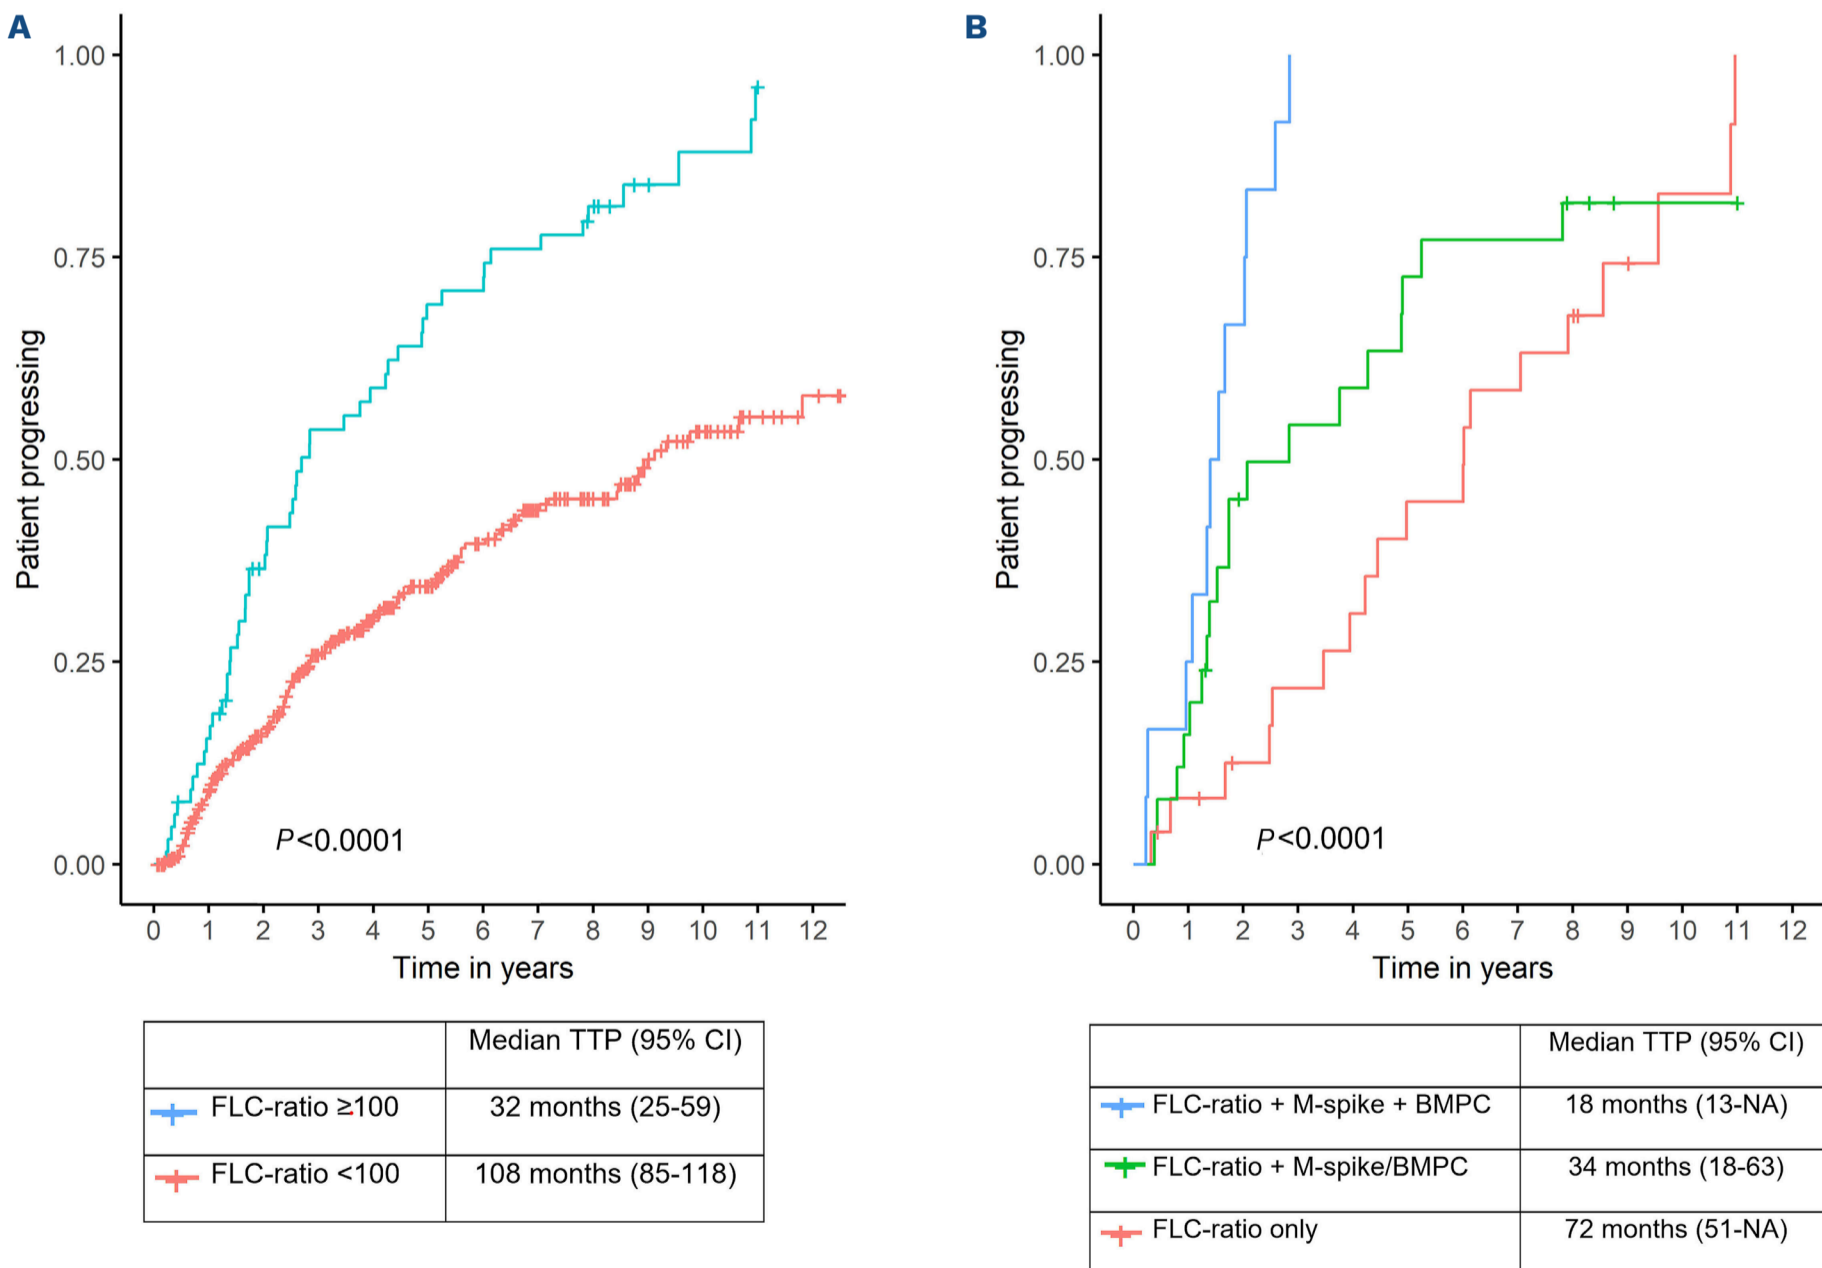 A
1.00
0.75
0.50
0.25
0.00
Patient progressing
P<0.0001
0 1 2 3 4 5 6 7 8 9 10 11 12
Time in years
Median TTP (95% CI)
FLC-ratio ≥100 32 months (25-59)
FLC-ratio <100 108 months (85-118)
B
1.00
0.75
0.50
0.25
0.00
Patient progressing
P<0.0001
0 1 2 3 4 5 6 7 8 9 10 11 12
Time in years
Median TTP (95% CI)
FLC-ratio + M-spike + BMPC 18 months (13-NA)
FLC-ratio + M-spike/BMPC 34 months (18-63)
FLC-ratio only 72 months (51-NA)